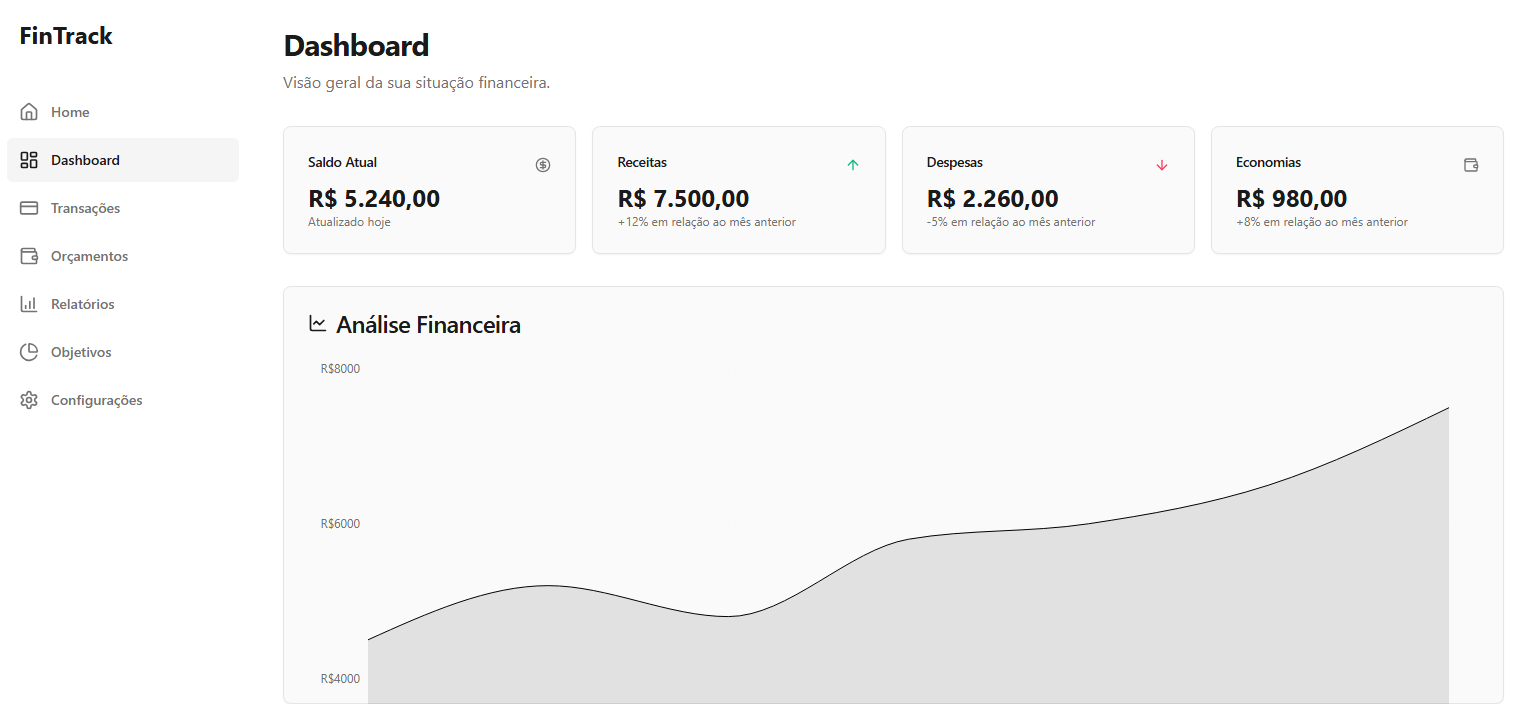 FinTrack
Home
Dashboard
Transações
Orçamentos
Relatórios
Objetivos
Configurações
Dashboard
Visão geral da sua situação financeira.
Saldo Atual
R$ 5.240,00
Atualizado hoje
Receitas
R$ 7.500,00
+12% em relação ao mês anterior
Despesas
R$ 2.260,00
-5% em relação ao mês anterior
Economias
R$ 980,00
+8% em relação ao mês anterior
Análise Financeira
R$8000
R$6000
R$4000